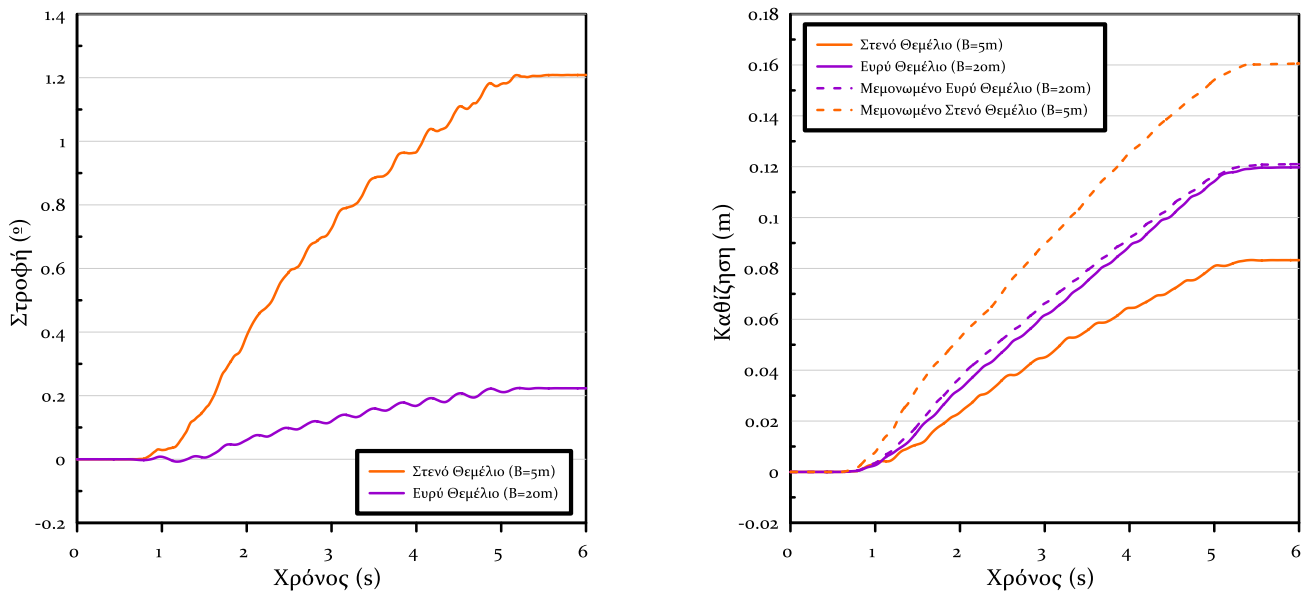 1.4
1.2
1
0.8
0.6
0.4
0.2
0
-0.2
Στροφή (º)
0 1 2 3 4 5 6
Χρόνος (s)
Στενό Θεμέλιο (B=5m)
Ευρύ Θεμέλιο (B=20m)
0.18
0.16
0.14
0.12
0.1
0.08
0.06
0.04
0.02
0
-0.02
Καθίζηση (m)
0 1 2 3 4 5 6
Χρόνος (s)
Στενό Θεμέλιο (B=5m)
Ευρύ Θεμέλιο (B=20m)
Μεμονωμένο Ευρύ Θεμέλιο (B=20m)
Μεμονωμένο Στενό Θεμέλιο (B=5m)